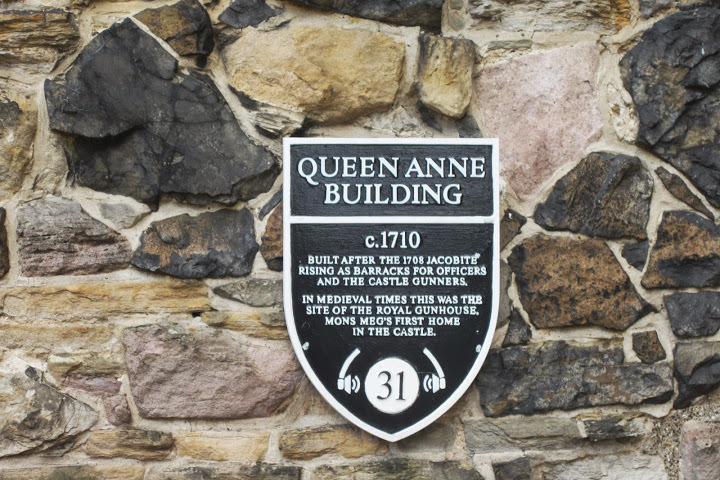 QUEEN ANNE
BUILDING
c.1710
BUILT AFTER THE 1708 JACOBITE
RISING AS BARRACKS FOR OFFICERS
AND THE CASTLE GUNNERS.
IN MEDIEVAL TIMES THIS WAS THE
SITE OF THE ROYAL GUNHOUSE,
MONS MEG'S FIRST HOME
IN THE CASTLE.
31